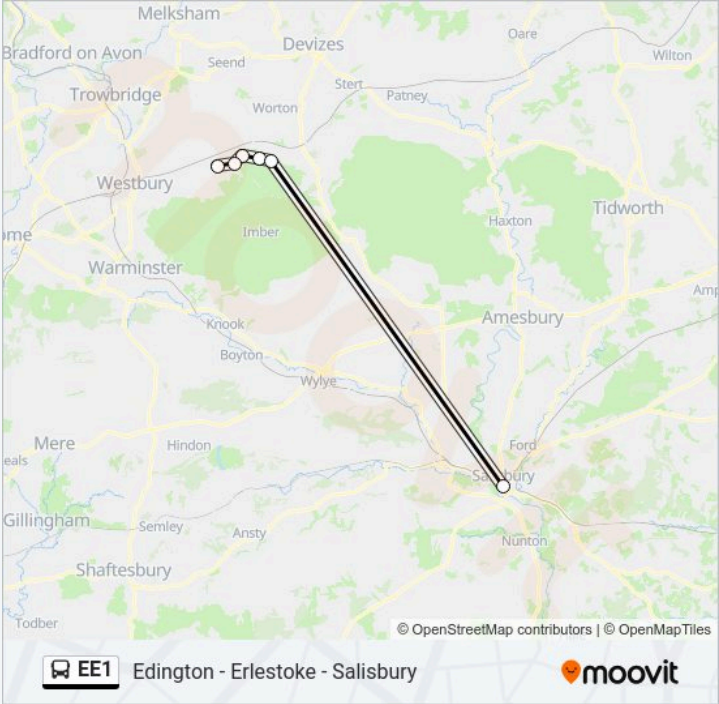 Melksham
Oare
Devizes
Bradford on Avon
Seend
Wilton
Stert
Trowbridge
Patney
Worton
Westbury
Tidworth
Haxton
Imber
ome
Warminster
Amp
Amesbury
Knook
Boyton
Wylye
Mere
Hindon
Ford
eals
Salisbury
Gillingham
Semley
Ansty
Nunton
Shaftesbury
Todber
© OpenStreetMap contributors | © OpenMapTiles
EE1 Edington - Erlestoke - Salisbury
moovit